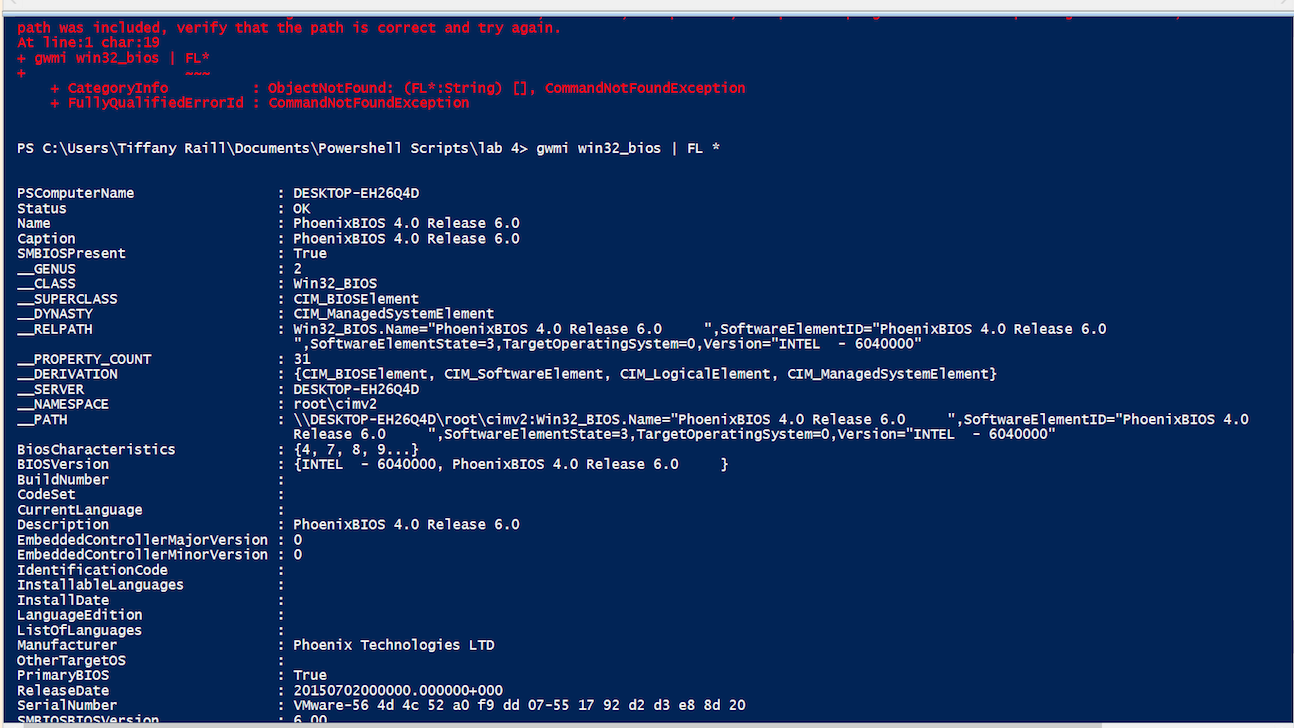 path was included, verify that the path is correct and try again.
At line:1 char:19
+ gwmi win32_bios | FL*
+                   ~~~
    + CategoryInfo          : ObjectNotFound: (FL*:String) [], CommandNotFoundException
    + FullyQualifiedErrorId : CommandNotFoundException
PS C:\Users\Tiffany Raill\Documents\Powershell Scripts\lab 4> gwmi win32_bios | FL *
PSComputerName                 : DESKTOP-EH26Q4D
Status                         : OK
Name                           : PhoenixBIOS 4.0 Release 6.0
Caption                        : PhoenixBIOS 4.0 Release 6.0
SMBIOSPresent                  : True
__GENUS                        : 2
__CLASS                        : Win32_BIOS
__SUPERCLASS                   : CIM_BIOSElement
__DYNASTY                      : CIM_ManagedSystemElement
__RELPATH                      : Win32_BIOS.Name="PhoenixBIOS 4.0 Release 6.0     ",SoftwareElementID="PhoenixBIOS 4.0 Release 6.0
                                 ",SoftwareElementState=3,TargetOperatingSystem=0,Version="INTEL  - 6040000"
__PROPERTY_COUNT               : 31
__DERIVATION                   : {CIM_BIOSElement, CIM_SoftwareElement, CIM_LogicalElement, CIM_ManagedSystemElement}
__SERVER                       : DESKTOP-EH26Q4D
__NAMESPACE                    : root\cimv2
__PATH                         : \\DESKTOP-EH26Q4D\root\cimv2:Win32_BIOS.Name="PhoenixBIOS 4.0 Release 6.0     ",SoftwareElementID="PhoenixBIOS 4.0
                                 Release 6.0     ",SoftwareElementState=3,TargetOperatingSystem=0,Version="INTEL  - 6040000"
BiosCharacteristics            : {4, 7, 8, 9...}
BIOSVersion                    : {INTEL  - 6040000, PhoenixBIOS 4.0 Release 6.0     }
BuildNumber                    :
CodeSet                        :
CurrentLanguage                :
Description                    : PhoenixBIOS 4.0 Release 6.0
EmbeddedControllerMajorVersion : 0
EmbeddedControllerMinorVersion : 0
IdentificationCode             :
InstallableLanguages           :
InstallDate                    :
LanguageEdition                :
ListOfLanguages                :
Manufacturer                   : Phoenix Technologies LTD
OtherTargetOS                  :
PrimaryBIOS                    : True
ReleaseDate                    : 20150702000000.000000+000
SerialNumber                   : VMware-56 4d 4c 52 a0 f9 dd 07-55 17 92 d2 d3 e8 8d 20
SMBIOSBIOSVersion              : 6.00